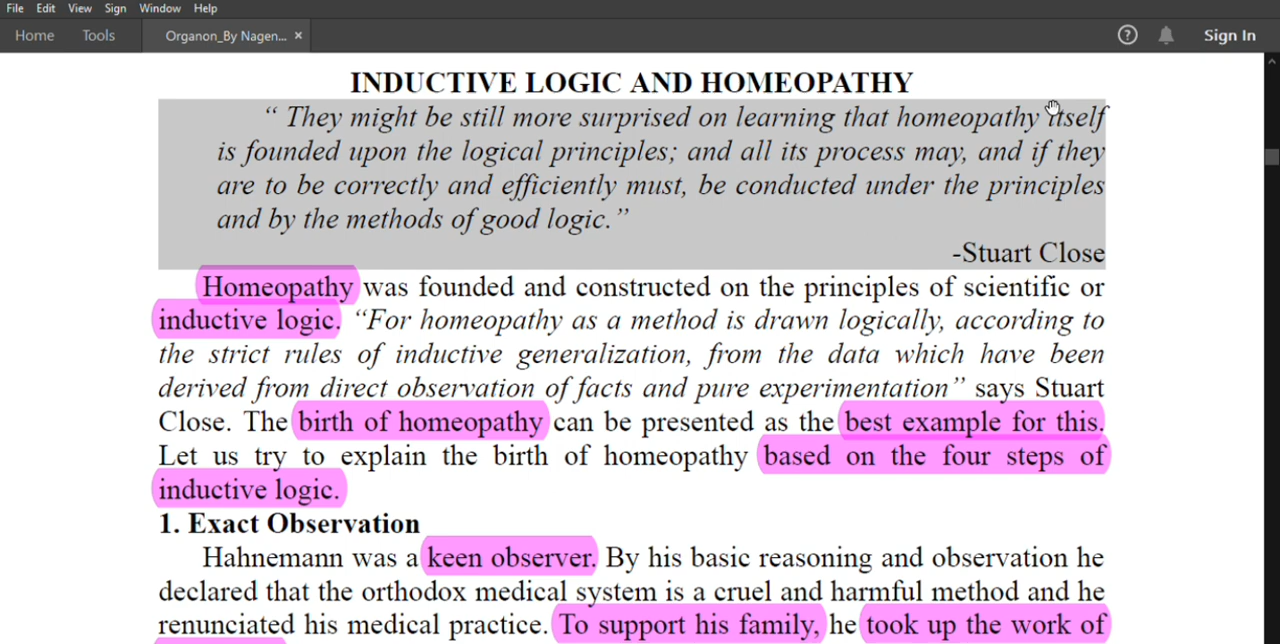 File Edit View Sign Window Help
Home Tools Organon_By Nagen... × Sign In
INDUCTIVE LOGIC AND HOMEOPATHY
“ They might be still more surprised on learning that homeopathy itself
is founded upon the logical principles; and all its process may, and if they
are to be correctly and efficiently must, be conducted under the principles
and by the methods of good logic.”
-Stuart Close
Homeopathy was founded and constructed on the principles of scientific or
inductive logic. “For homeopathy as a method is drawn logically, according to
the strict rules of inductive generalization, from the data which have been
derived from direct observation of facts and pure experimentation” says Stuart
Close. The birth of homeopathy can be presented as the best example for this.
Let us try to explain the birth of homeopathy based on the four steps of
inductive logic.
1. Exact Observation
Hahnemann was a keen observer. By his basic reasoning and observation he
declared that the orthodox medical system is a cruel and harmful method and he
renunciated his medical practice. To support his family, he took up the work of